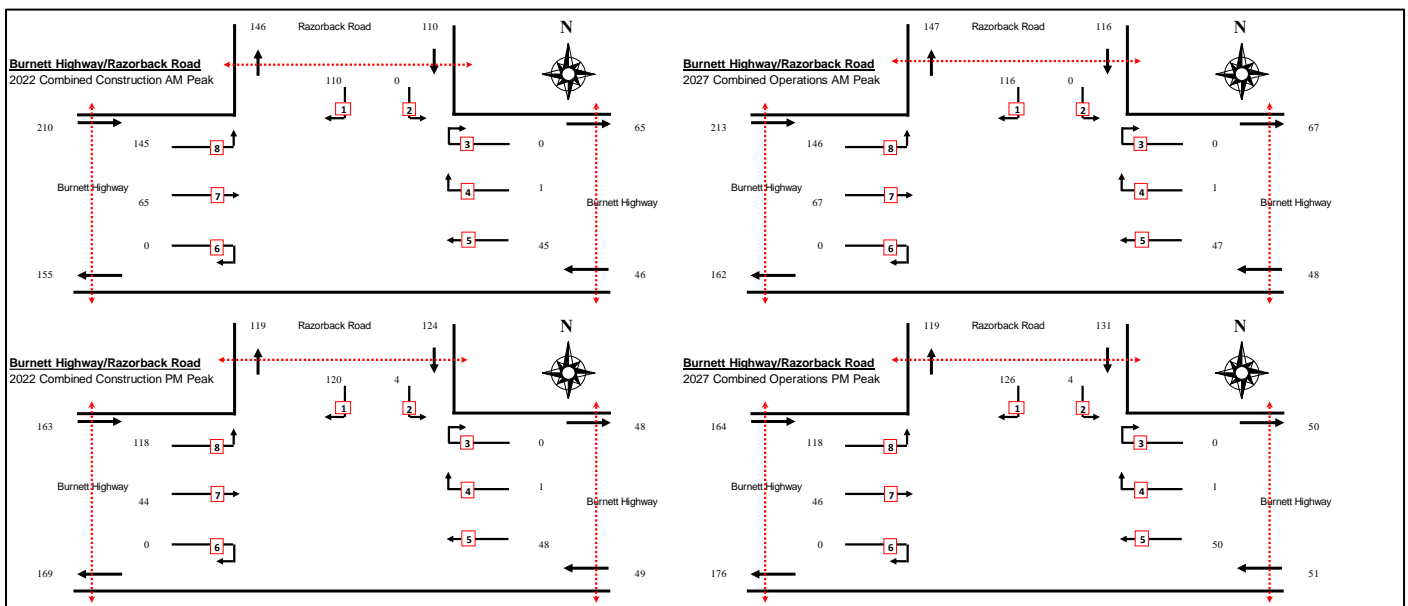 146 Razorback Road 110 N
Burnett Highway/Razorback Road
2022 Combined Construction AM Peak
110 0
1 2
210 65
145 8 3 0
Burnett Highway 65 7 4 1 Burnett Highway
0 6 5 45
155 46
147 Razorback Road 116 N
Burnett Highway/Razorback Road
2027 Combined Operations AM Peak
116 0
1 2
213 67
146 8 3 0
Burnett Highway 67 7 4 1 Burnett Highway
0 6 5 47
162 48
119 Razorback Road 124 N
Burnett Highway/Razorback Road
2022 Combined Construction PM Peak
120 4
1 2
163 48
118 8 3 0
Burnett Highway 44 7 4 1 Burnett Highway
0 6 5 48
169 49
119 Razorback Road 131 N
Burnett Highway/Razorback Road
2027 Combined Operations PM Peak
126 4
1 2
164 50
118 8 3 0
Burnett Highway 46 7 4 1 Burnett Highway
0 6 5 50
176 51